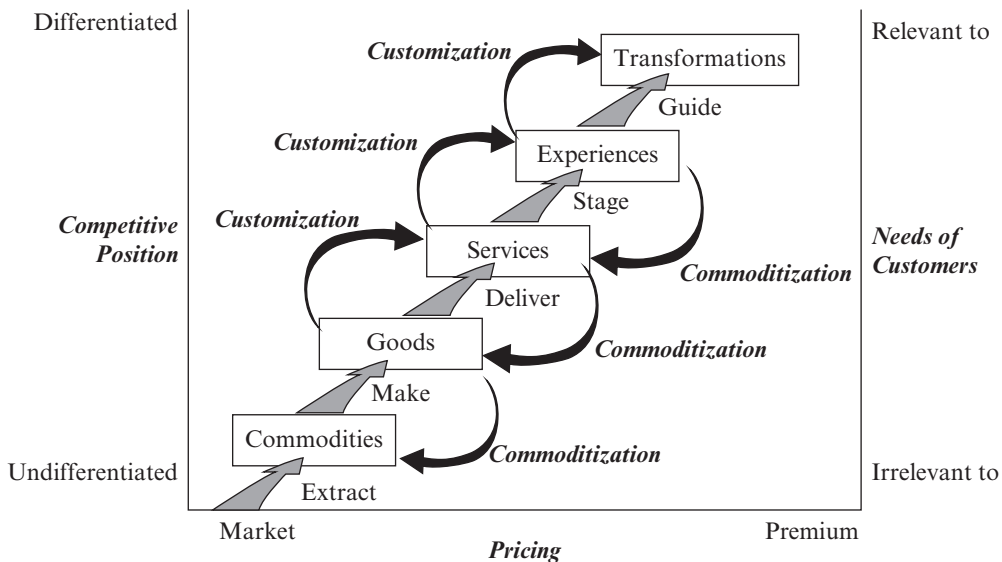 Differentiated
Relevant to
Customization
Transformations
Guide
Customization
Experiences
Stage
Customization
Competitive
Position
Services
Needs of
Customers
Commoditization
Deliver
Goods
Commoditization
Make
Commodities
Commoditization
Undifferentiated
Irrelevant to
Extract
Market
Premium
Pricing